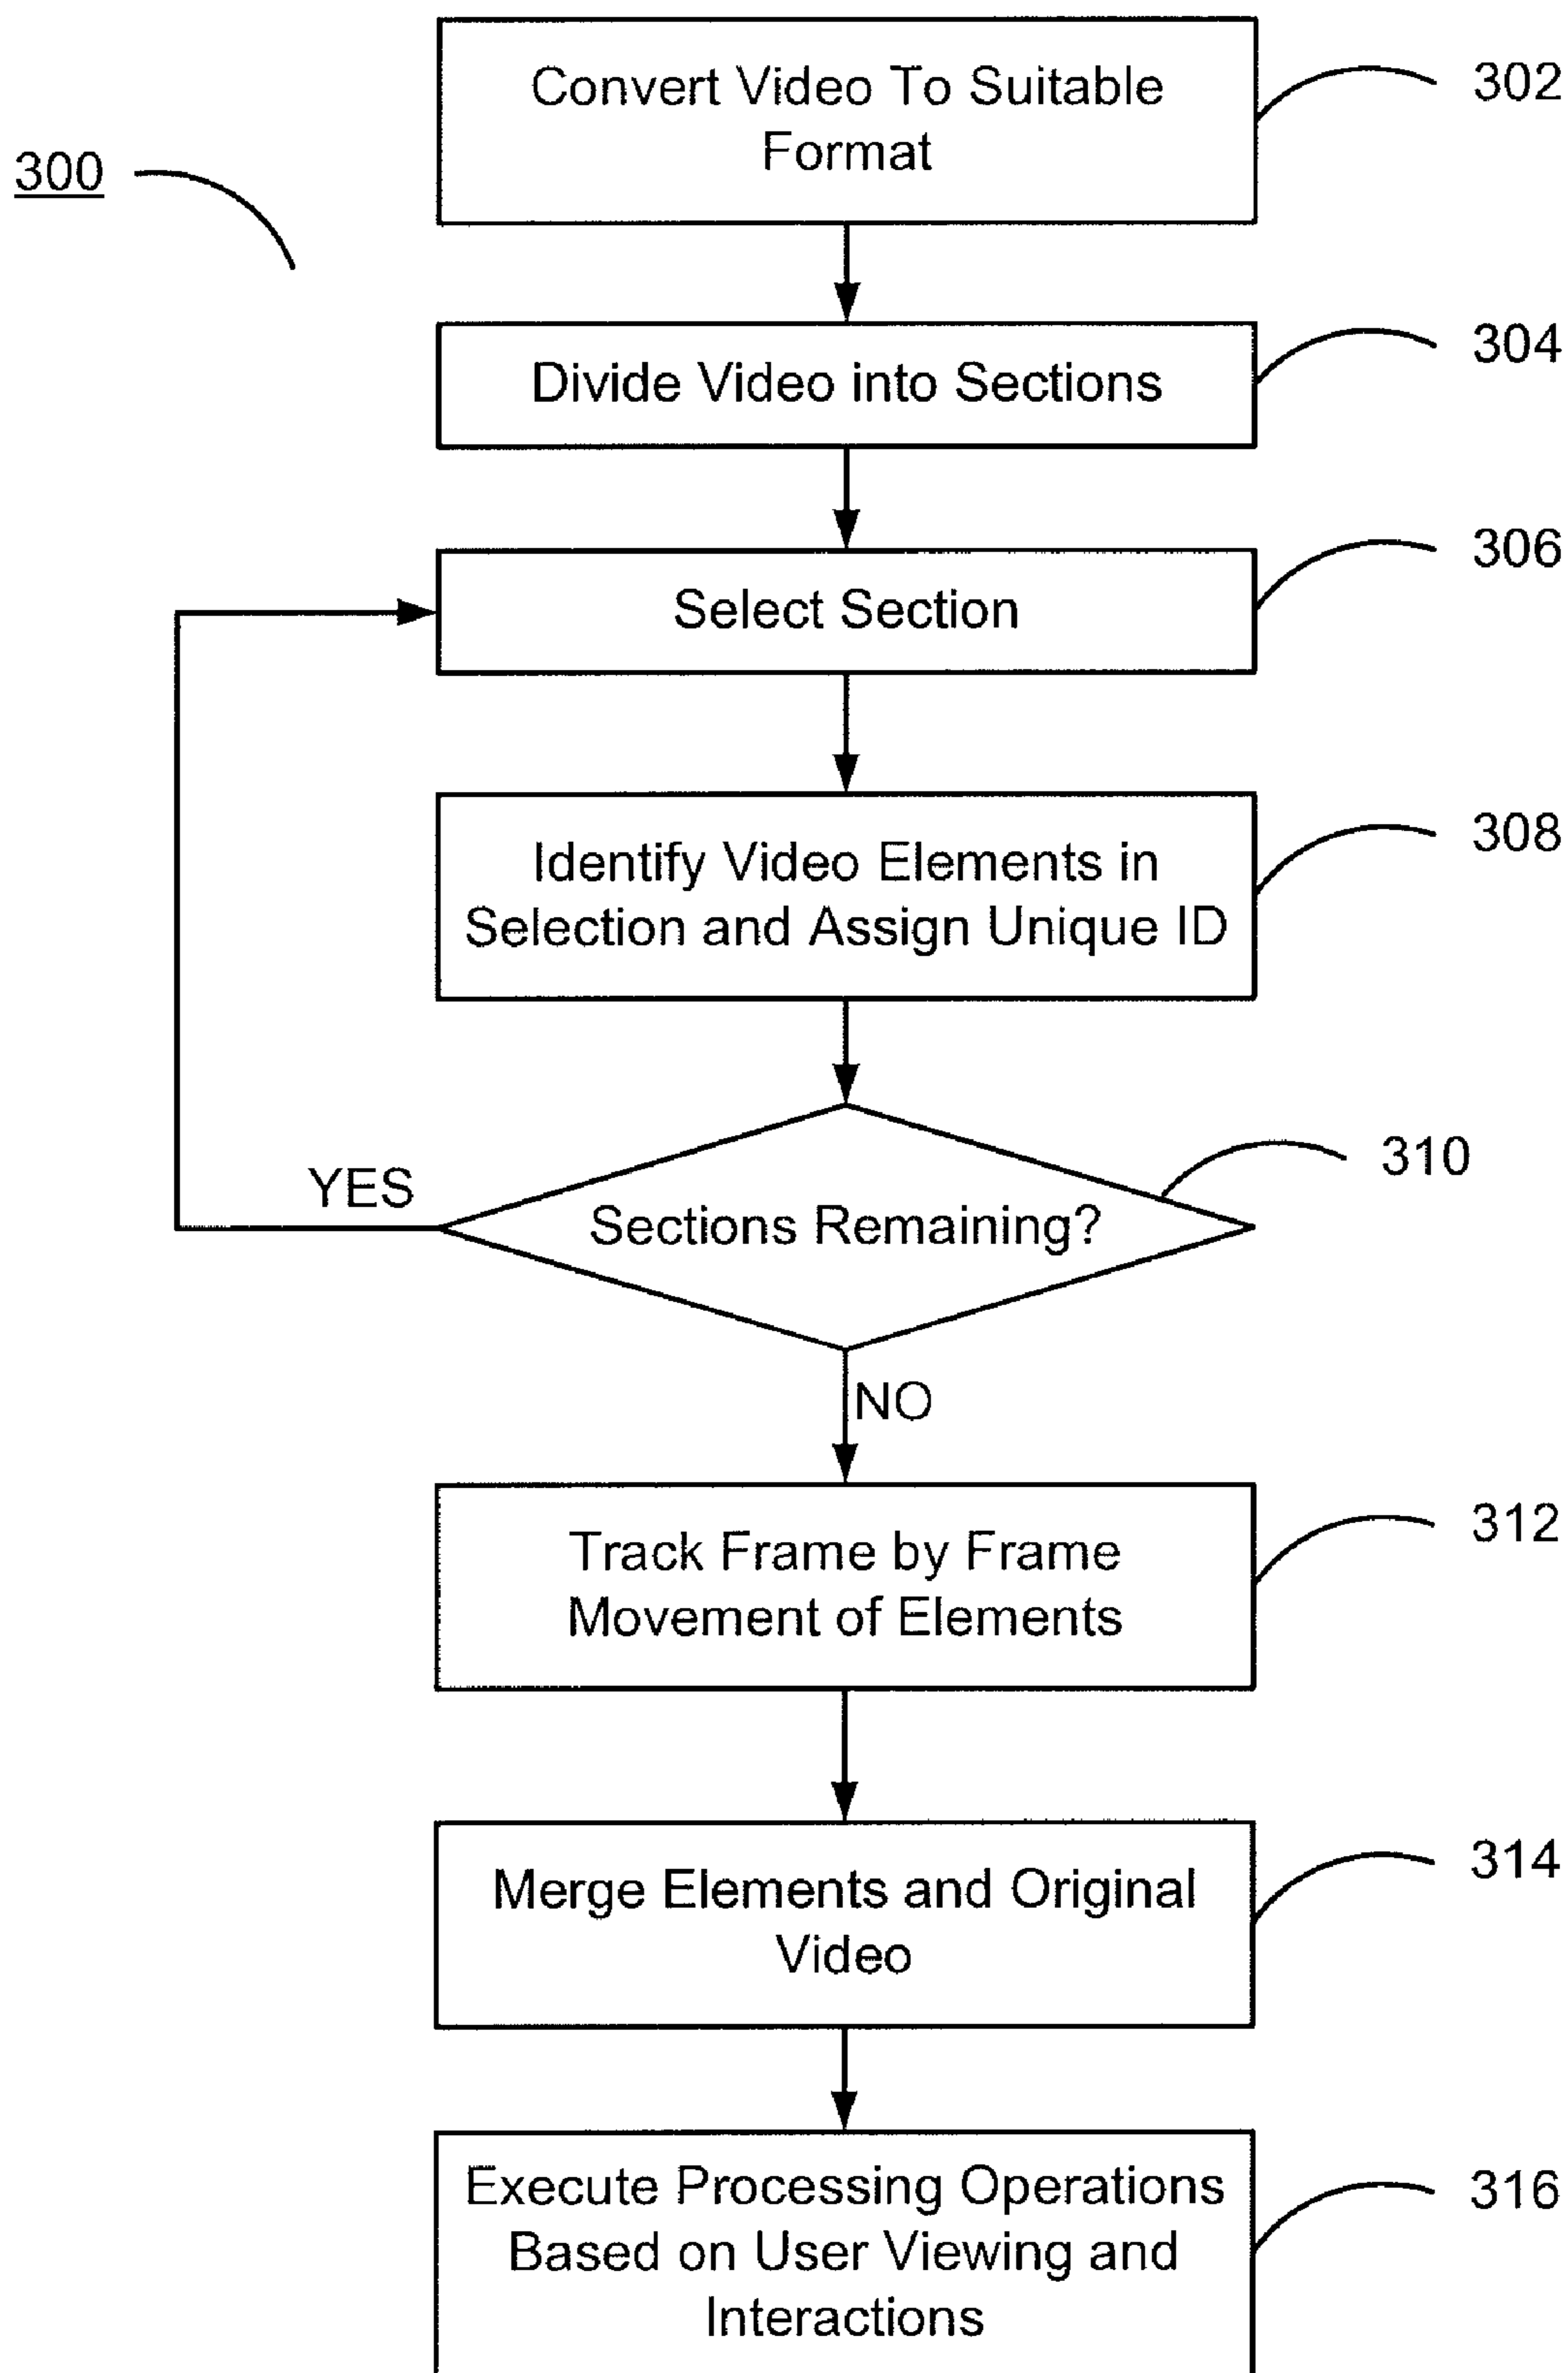 Convert Video To Suitable
Format
302
300
Divide Video into Sections
304
Select Section
306
Identify Video Elements in
Selection and Assign Unique ID
308
Sections Remaining?
310
YES
NO
Track Frame by Frame
Movement of Elements
312
Merge Elements and Original
Video
314
Execute Processing Operations
Based on User Viewing and
Interactions
316